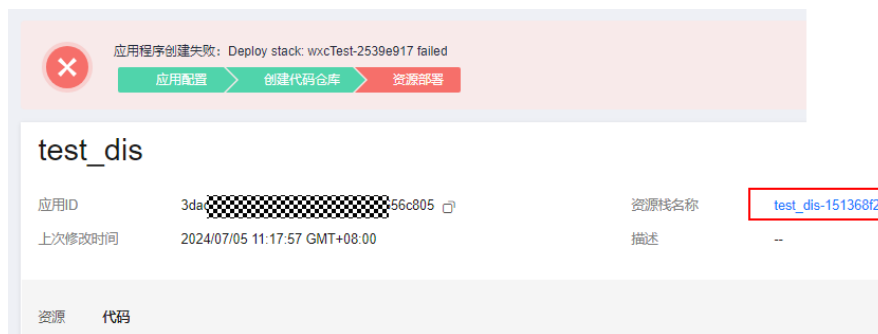 应用程序创建失败：Deploy stack: wxcTest-2539e917 failed
应用配置 创建代码仓库 资源部署
test_dis
应用ID 3dac 56c805 资源栈名称 test_dis-151368f2
上次修改时间 2024/07/05 11:17:57 GMT+08:00 描述 --
资源 代码